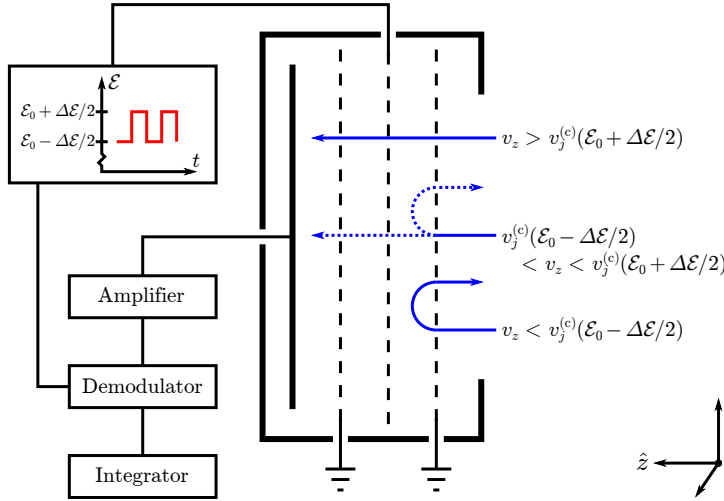 ℰ
ℰ₀ + Δℰ/2
ℰ₀ − Δℰ/2
t
v_z > v_j^(c)(ℰ₀ + Δℰ/2)
v_j^(c)(ℰ₀ − Δℰ/2)
< v_z < v_j^(c)(ℰ₀ + Δℰ/2)
v_z < v_j^(c)(ℰ₀ − Δℰ/2)
Amplifier
Demodulator
Integrator
ẑ